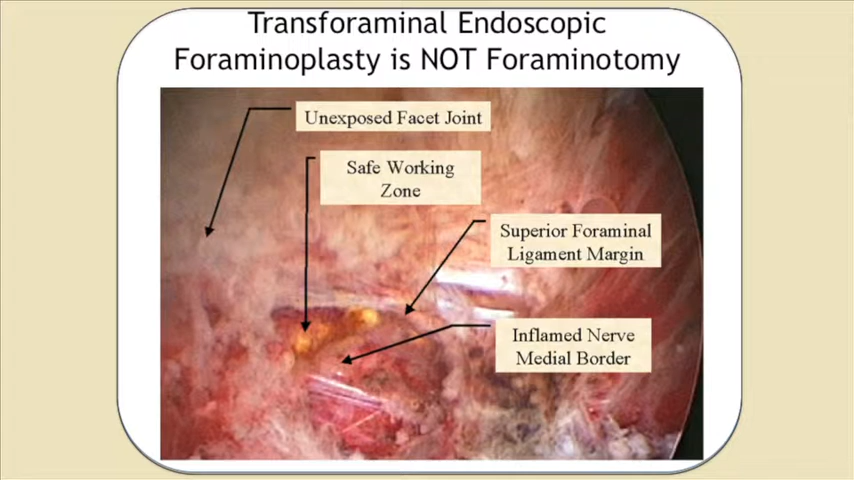 Transforaminal Endoscopic
Foraminoplasty is NOT Foraminotomy
Unexposed Facet Joint
Safe Working
Zone
Superior Foraminal
Ligament Margin
Inflamed Nerve
Medial Border